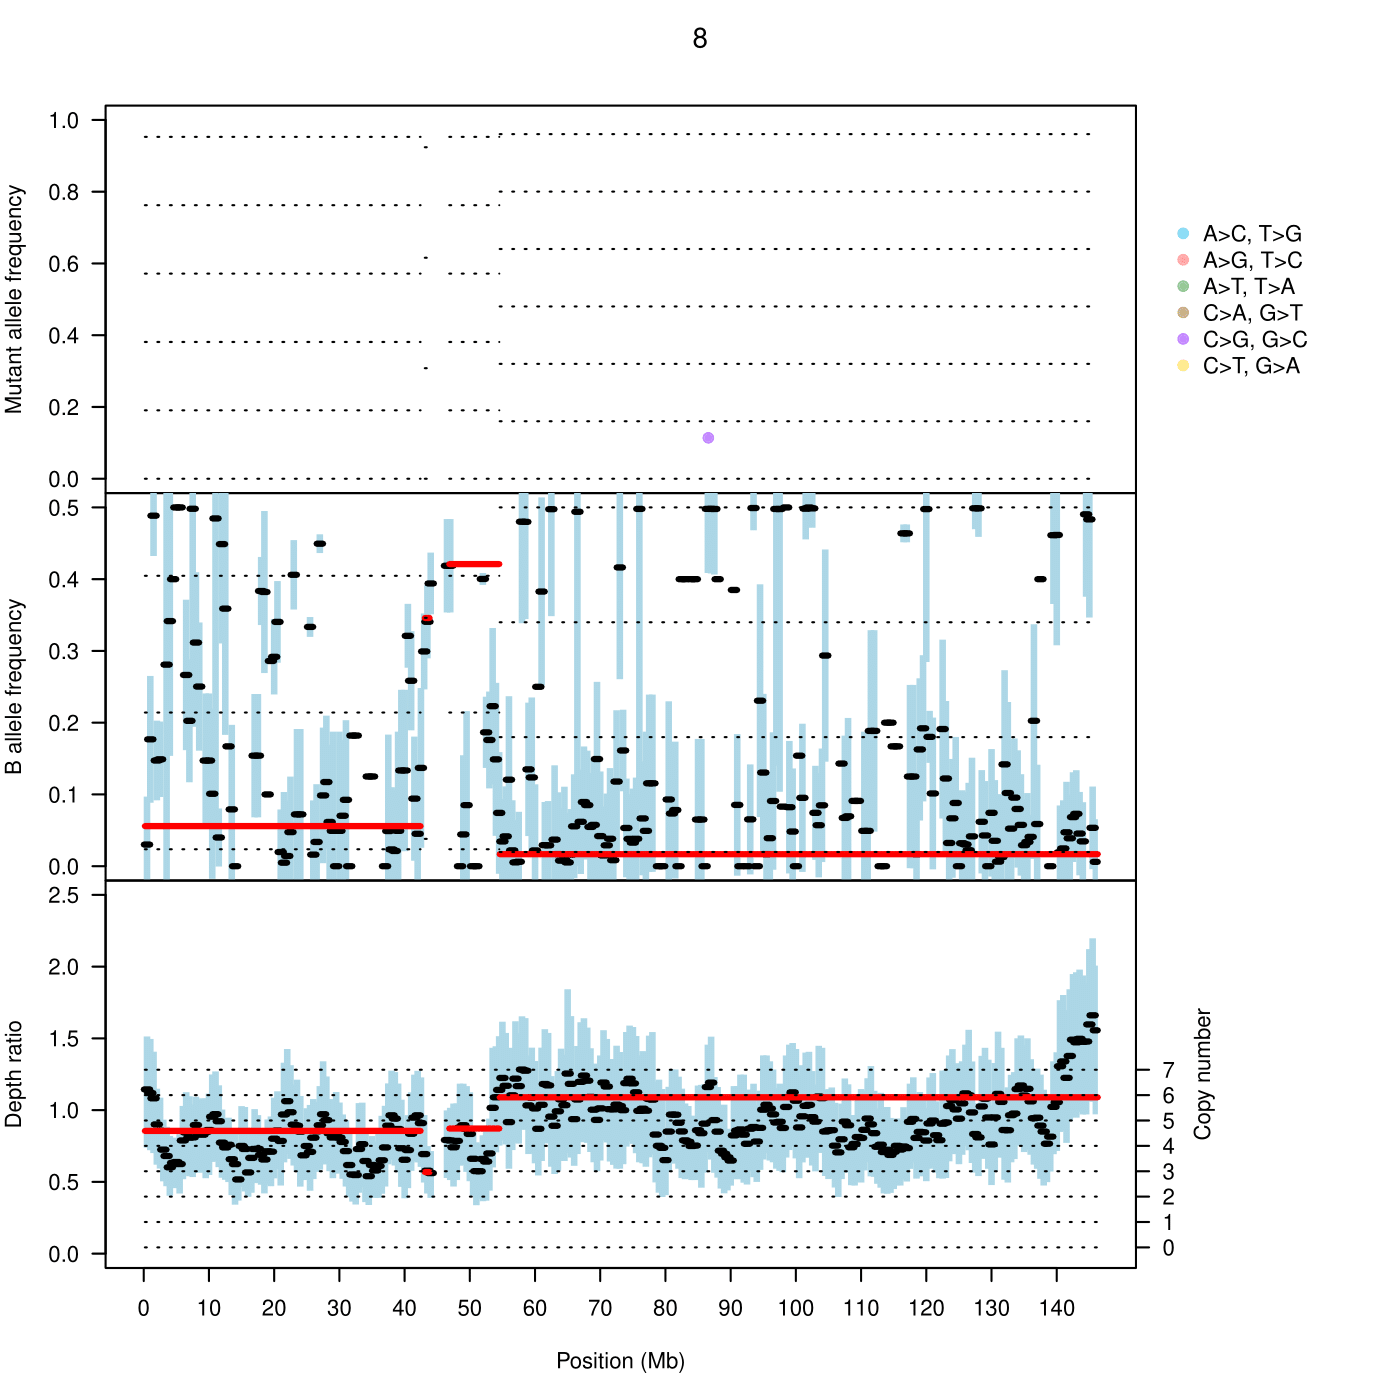 8
Mutant allele frequency
1.0
0.8
0.6
0.4
0.2
0.0
A>C, T>G
A>G, T>C
A>T, T>A
C>A, G>T
C>G, G>C
C>T, G>A
B allele frequency
0.5
0.4
0.3
0.2
0.1
0.0
Depth ratio
2.5
2.0
1.5
1.0
0.5
0.0
7
6
5
4
3
2
1
0
Copy number
0 10 20 30 40 50 60 70 80 90 100 110 120 130 140
Position (Mb)